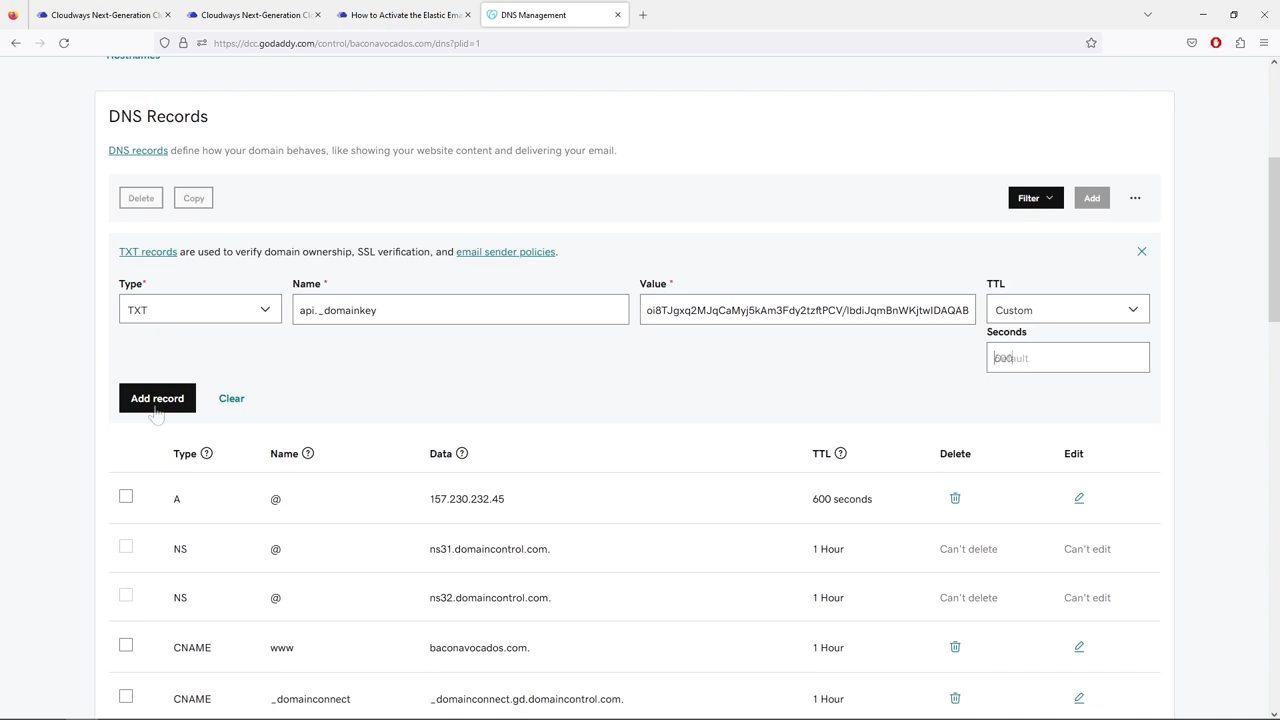 Cloudways Next-Generation Cl
Cloudways Next-Generation Cl
How to Activate the Elastic Ema
DNS Management
https://dcc.godaddy.com/control/baconavocados.com/dns?plid=1
Hostnames
DNS Records
DNS records define how your domain behaves, like showing your website content and delivering your email.
Delete Copy Filter Add
TXT records are used to verify domain ownership, SSL verification, and email sender policies.
Type* Name * Value * TTL
TXT api._domainkey oi8TJgxq2MJqCaMyj5kAm3Fdy2tzftPCV/lbdiJqmBnWKjtwIDAQAB Custom
Seconds
Add record Clear
Type Name Data TTL Delete Edit
A @ 157.230.232.45 600 seconds
NS @ ns31.domaincontrol.com. 1 Hour Can't delete Can't edit
NS @ ns32.domaincontrol.com. 1 Hour Can't delete Can't edit
CNAME www baconavocados.com. 1 Hour
CNAME _domainconnect _domainconnect.gd.domaincontrol.com. 1 Hour